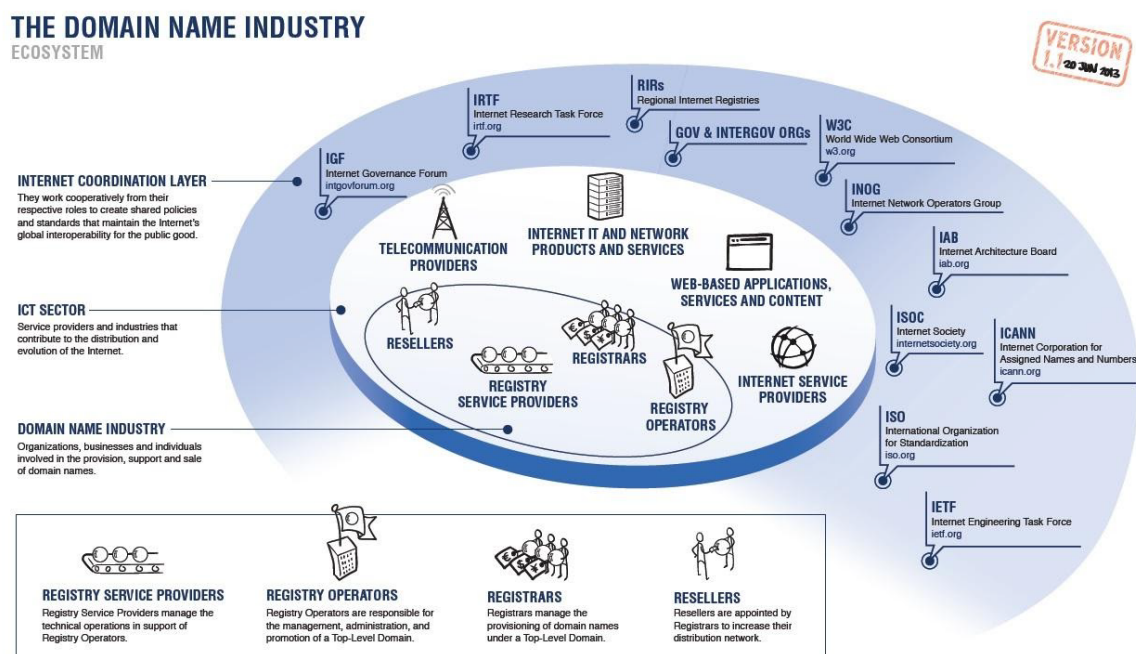 THE DOMAIN NAME INDUSTRY
ECOSYSTEM
VERSION
1.1 20 JUN 2013
RIRs
Regional Internet Registries
IRTF
Internet Research Task Force
irtf.org
GOV & INTERGOV ORGs
W3C
World Wide Web Consortium
w3.org
IGF
Internet Governance Forum
intgovforum.org
INOG
Internet Network Operators Group
IAB
Internet Architecture Board
iab.org
ISOC
Internet Society
internetsociety.org
ICANN
Internet Corporation for
Assigned Names and Numbers
icann.org
ISO
International Organization
for Standardization
iso.org
IETF
Internet Engineering Task Force
ietf.org
INTERNET COORDINATION LAYER
They work cooperatively from their
respective roles to create shared policies
and standards that maintain the Internet's
global interoperability for the public good.
ICT SECTOR
Service providers and industries that
contribute to the distribution and
evolution of the Internet.
DOMAIN NAME INDUSTRY
Organizations, businesses and individuals
involved in the provision, support and sale
of domain names.
TELECOMMUNICATION
PROVIDERS
INTERNET IT AND NETWORK
PRODUCTS AND SERVICES
WEB-BASED APPLICATIONS,
SERVICES AND CONTENT
RESELLERS
REGISTRARS
REGISTRY
SERVICE PROVIDERS
REGISTRY
OPERATORS
INTERNET SERVICE
PROVIDERS
€ $ ¥
REGISTRY SERVICE PROVIDERS
Registry Service Providers manage the
technical operations in support of
Registry Operators.
REGISTRY OPERATORS
Registry Operators are responsible for
the management, administration, and
promotion of a Top-Level Domain.
€ $ ¥
REGISTRARS
Registrars manage the
provisioning of domain names
under a Top-Level Domain.
RESELLERS
Resellers are appointed by
Registrars to increase their
distribution network.